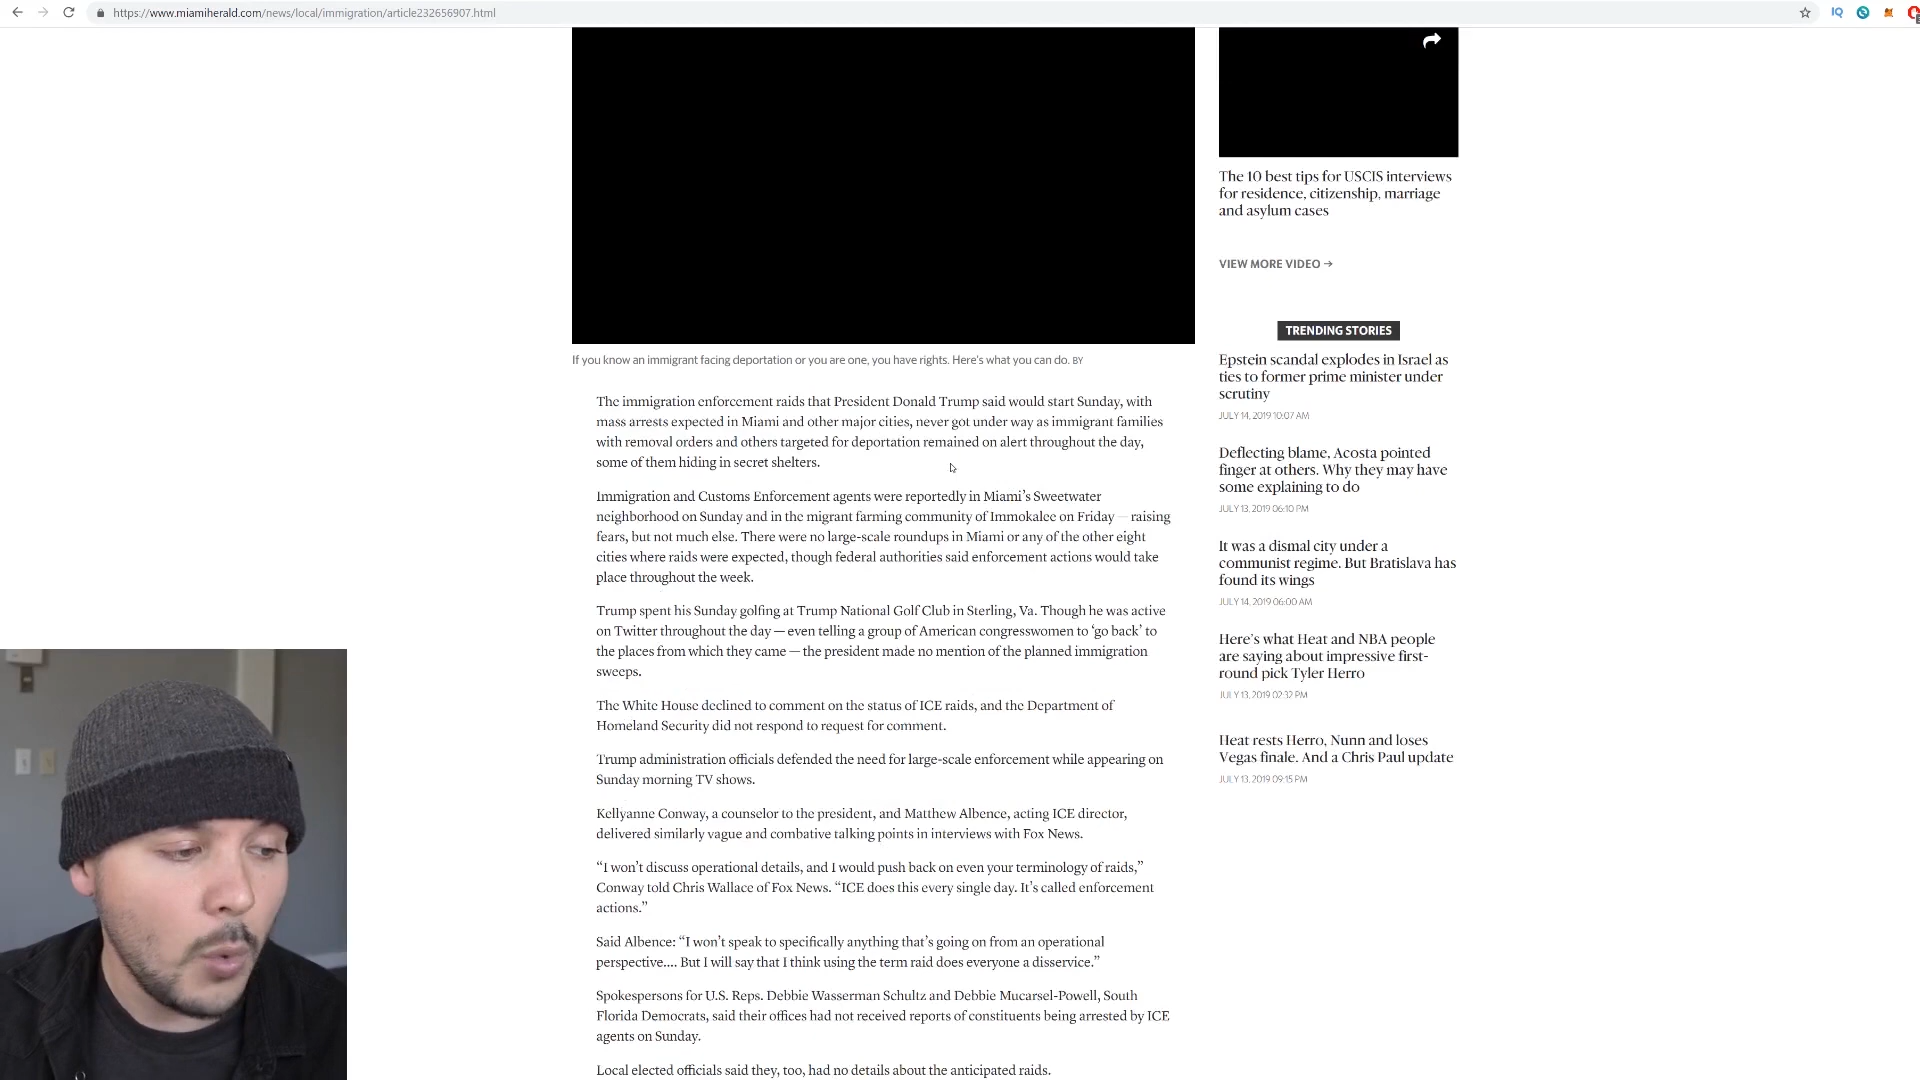 https://www.miamiherald.com/news/local/immigration/article232656907.html
IQ
If you know an immigrant facing deportation or you are one, you have rights. Here's what you can do. BY
The immigration enforcement raids that President Donald Trump said would start Sunday, with
mass arrests expected in Miami and other major cities, never got under way as immigrant families
with removal orders and others targeted for deportation remained on alert throughout the day,
some of them hiding in secret shelters.
Immigration and Customs Enforcement agents were reportedly in Miami’s Sweetwater
neighborhood on Sunday and in the migrant farming community of Immokalee on Friday — raising
fears, but not much else. There were no large-scale roundups in Miami or any of the other eight
cities where raids were expected, though federal authorities said enforcement actions would take
place throughout the week.
Trump spent his Sunday golfing at Trump National Golf Club in Sterling, Va. Though he was active
on Twitter throughout the day — even telling a group of American congresswomen to ‘go back’ to
the places from which they came — the president made no mention of the planned immigration
sweeps.
The White House declined to comment on the status of ICE raids, and the Department of
Homeland Security did not respond to request for comment.
Trump administration officials defended the need for large-scale enforcement while appearing on
Sunday morning TV shows.
Kellyanne Conway, a counselor to the president, and Matthew Albence, acting ICE director,
delivered similarly vague and combative talking points in interviews with Fox News.
“I won’t discuss operational details, and I would push back on even your terminology of raids,”
Conway told Chris Wallace of Fox News. “ICE does this every single day. It’s called enforcement
actions.”
Said Albence: “I won’t speak to specifically anything that’s going on from an operational
perspective.... But I will say that I think using the term raid does everyone a disservice.”
Spokespersons for U.S. Reps. Debbie Wasserman Schultz and Debbie Mucarsel-Powell, South
Florida Democrats, said their offices had not received reports of constituents being arrested by ICE
agents on Sunday.
Local elected officials said they, too, had no details about the anticipated raids.
The 10 best tips for USCIS interviews
for residence, citizenship, marriage
and asylum cases
VIEW MORE VIDEO →
TRENDING STORIES
Epstein scandal explodes in Israel as
ties to former prime minister under
scrutiny
JULY 14, 2019 10:07 AM
Deflecting blame, Acosta pointed
finger at others. Why they may have
some explaining to do
JULY 13, 2019 06:10 PM
It was a dismal city under a
communist regime. But Bratislava has
found its wings
JULY 14, 2019 06:00 AM
Here’s what Heat and NBA people
are saying about impressive first-
round pick Tyler Herro
JULY 13, 2019 02:32 PM
Heat rests Herro, Nunn and loses
Vegas finale. And a Chris Paul update
JULY 13, 2019 09:15 PM